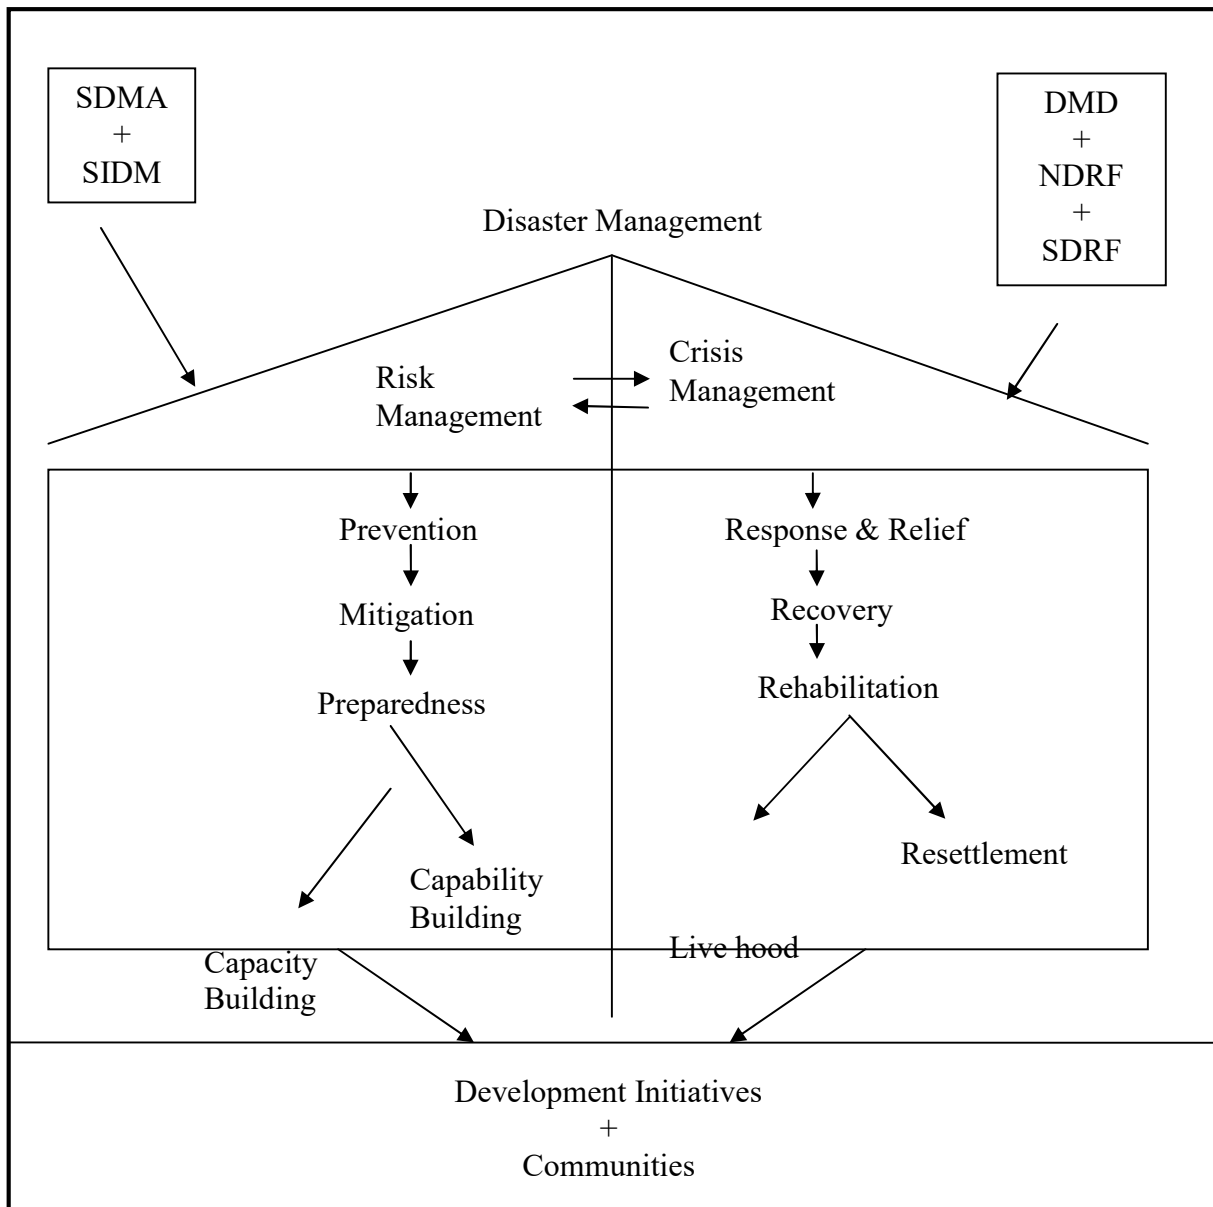 SDMA
+
SIDM
DMD
+
NDRF
+
SDRF
Disaster Management
Risk
Management
Crisis
Management
Prevention
Mitigation
Preparedness
Capability
Building
Capacity
Building
Response & Relief
Recovery
Rehabilitation
Resettlement
Live hood
Development Initiatives
+
Communities